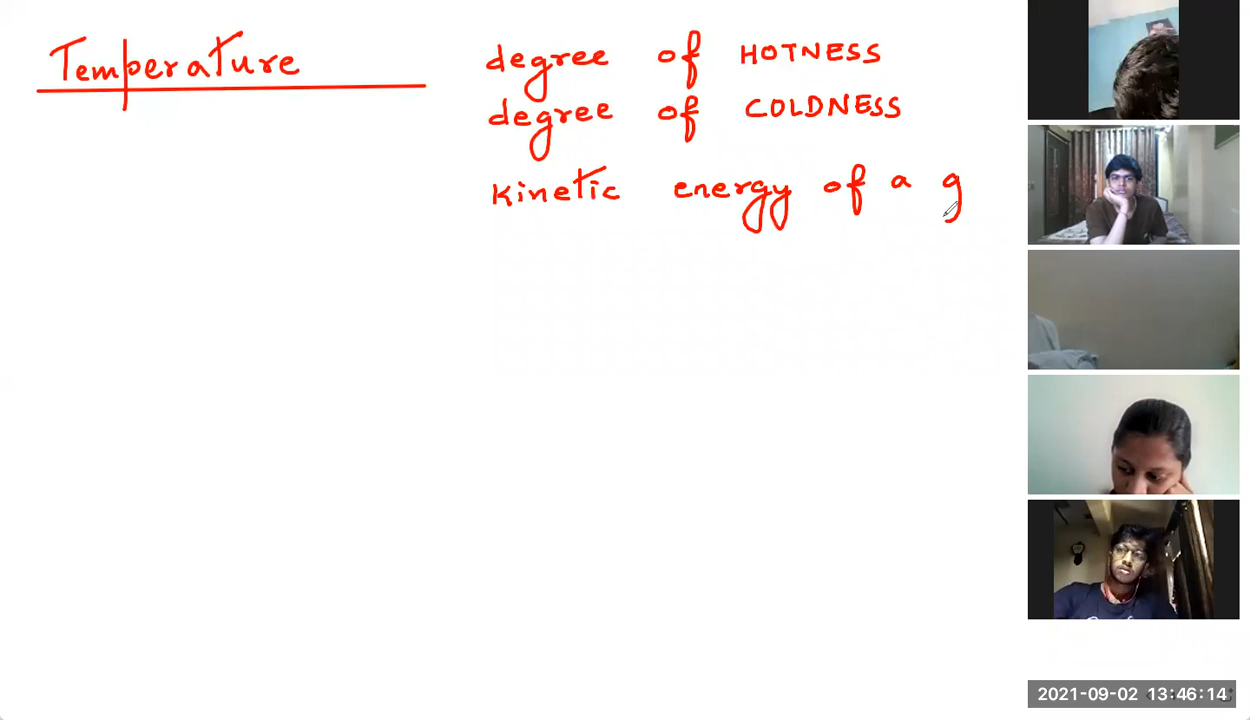 Temperature
degree of HOTNESS
degree of COLDNESS
Kinetic energy of a g
2021-09-02 13:46:14